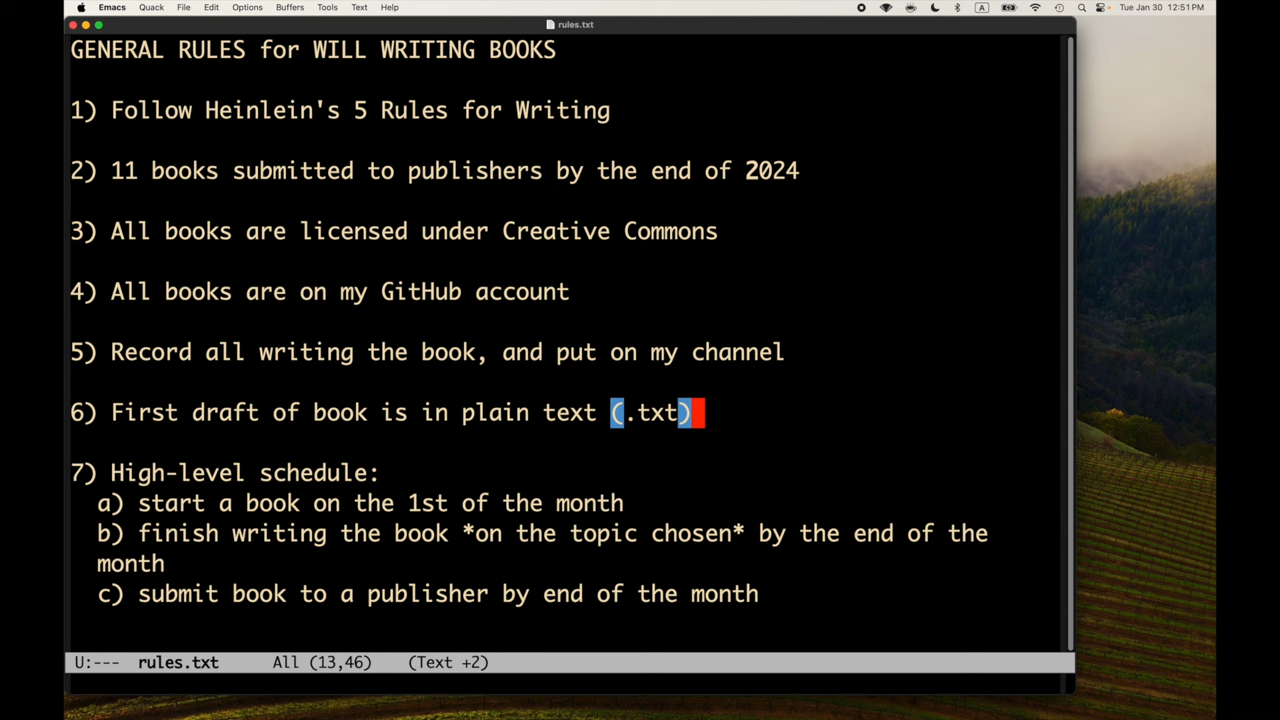 Emacs Quack File Edit Options Buffers Tools Text Help A Tue Jan 30 12:51 PM
rules.txt
GENERAL RULES for WILL WRITING BOOKS
1) Follow Heinlein's 5 Rules for Writing
2) 11 books submitted to publishers by the end of 2024
3) All books are licensed under Creative Commons
4) All books are on my GitHub account
5) Record all writing the book, and put on my channel
6) First draft of book is in plain text (.txt)
7) High-level schedule:
a) start a book on the 1st of the month
b) finish writing the book *on the topic chosen* by the end of the
month
c) submit book to a publisher by end of the month
U:--- rules.txt All (13,46) (Text +2)